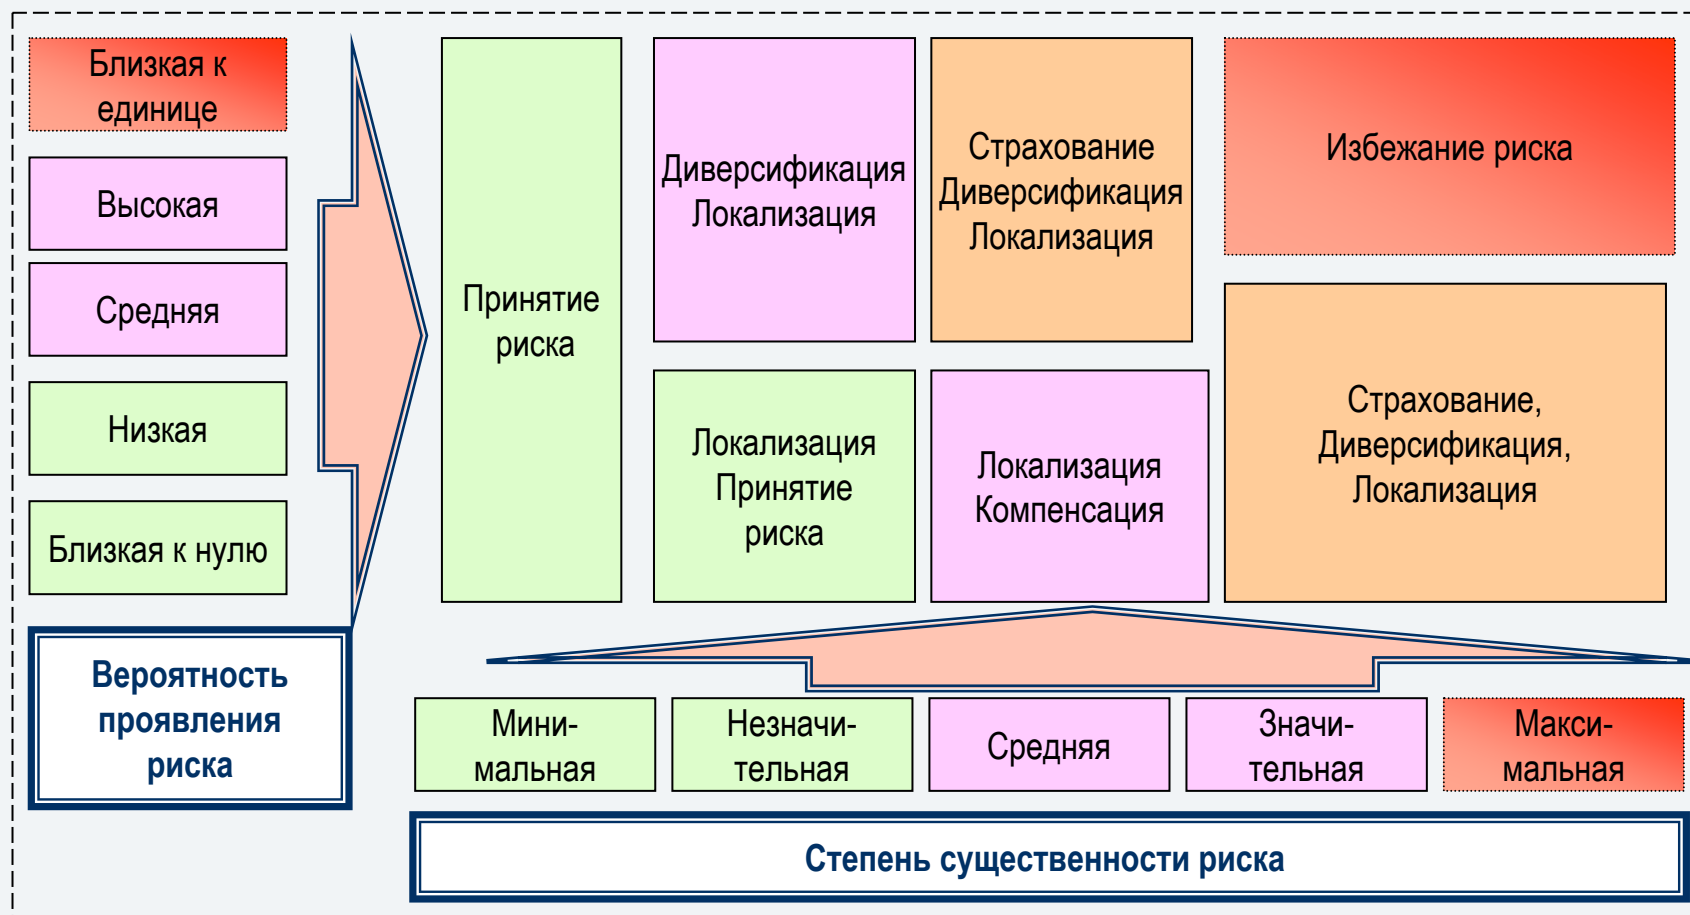 Близкая к
единице
Высокая
Средняя
Низкая
Близкая к нулю
Вероятность
проявления
риска
Принятие
риска
Диверсификация
Локализация
Страхование
Диверсификация
Локализация
Избежание риска
Локализация
Принятие
риска
Локализация
Компенсация
Страхование,
Диверсификация,
Локализация
Мини-
мальная
Незначи-
тельная
Средняя
Значи-
тельная
Макси-
мальная
Степень существенности риска